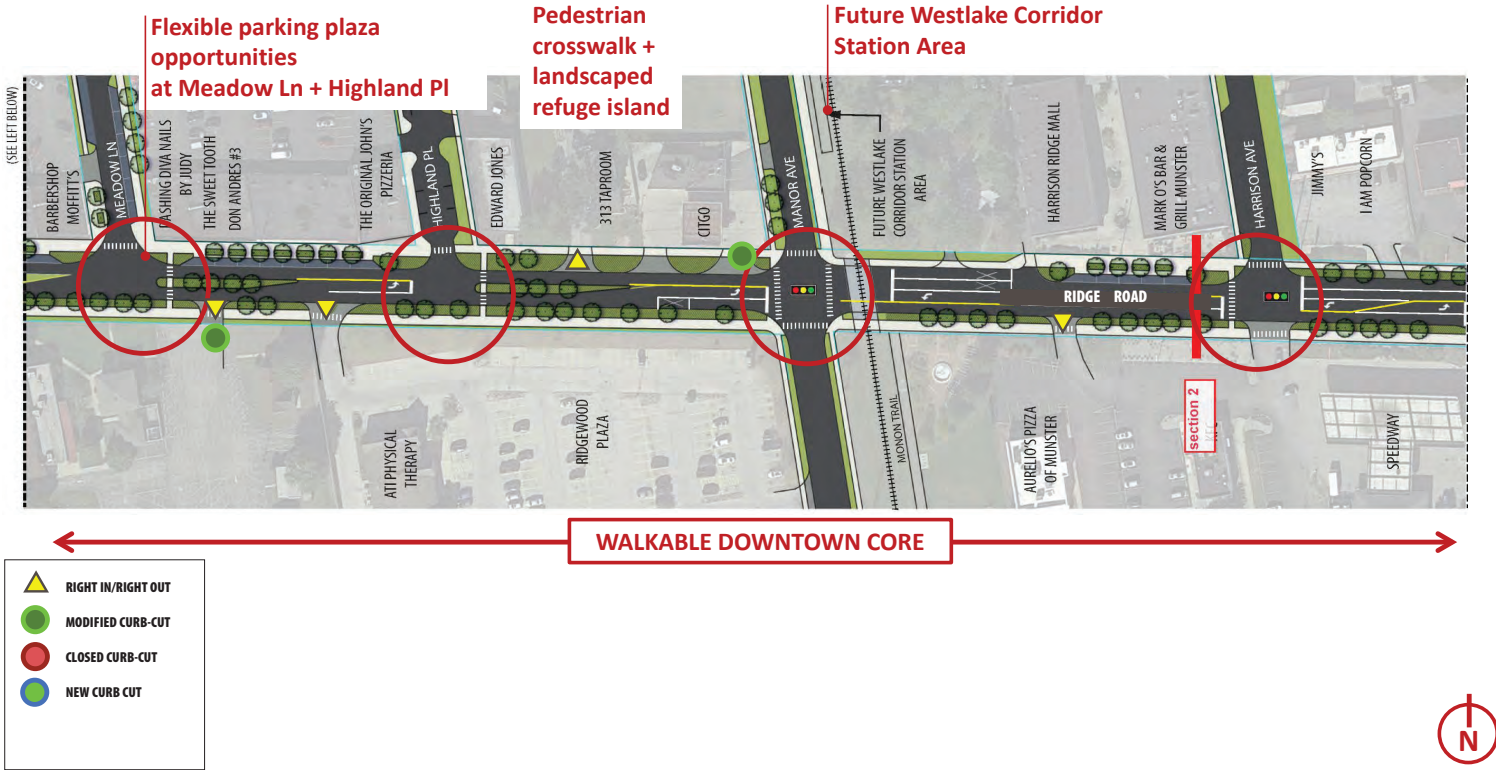 Flexible parking plaza
opportunities
at Meadow Ln + Highland Pl
Pedestrian
crosswalk +
landscaped
refuge island
Future Westlake Corridor
Station Area
(SEE LEFT BELOW)
BARBERSHOP
MOFFITT'S
MEADOW LN
DASHING DIVA NAILS
BY JUDY
THE SWEET TOOTH
DON ANDRES #3
THE ORIGINAL JOHN'S
PIZZERIA
HIGHLAND PL
EDWARD JONES
313 TAPROOM
CITGO
MANOR AVE
FUTURE WESTLAKE
CORRIDOR STATION
AREA
HARRISON RIDGE MALL
MARK O'S BAR &
GRILL MUNSTER
HARRISON AVE
JIMMY'S
I AM POPCORN
RIDGE ROAD
ATI PHYSICAL
THERAPY
RIDGEWOOD
PLAZA
MONON TRAIL
AURELIO'S PIZZA
OF MUNSTER
section 2
SPEEDWAY
WALKABLE DOWNTOWN CORE
RIGHT IN/RIGHT OUT
MODIFIED CURB-CUT
CLOSED CURB-CUT
NEW CURB CUT
N